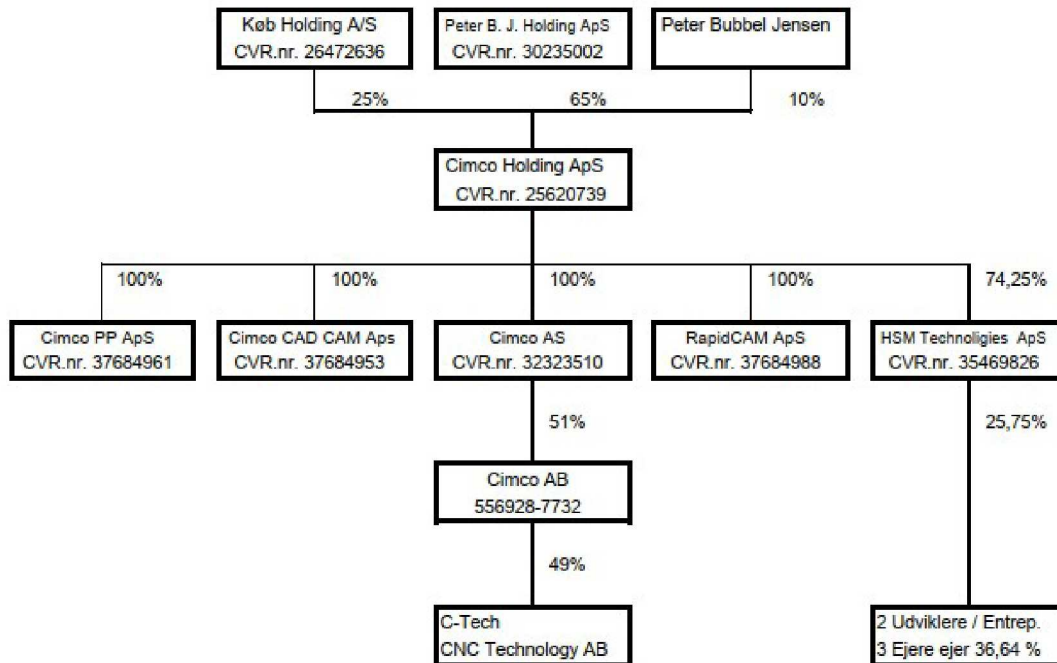 Køb Holding A/S
CVR.nr. 26472636
Peter B. J. Holding ApS
CVR.nr. 30235002
Peter Bubbel Jensen
25%
65%
10%
Cimco Holding ApS
CVR.nr. 25620739
100%
100%
100%
100%
74,25%
Cimco PP ApS
CVR.nr. 37684961
Cimco CAD CAM Aps
CVR.nr. 37684953
Cimco AS
CVR.nr. 32323510
RapidCAM ApS
CVR.nr. 37684988
HSM Technoligies ApS
CVR.nr. 35469826
51%
25,75%
Cimco AB
556928-7732
49%
C-Tech
CNC Technology AB
2 Udviklere / Entrep.
3 Ejere ejer 36,64 %